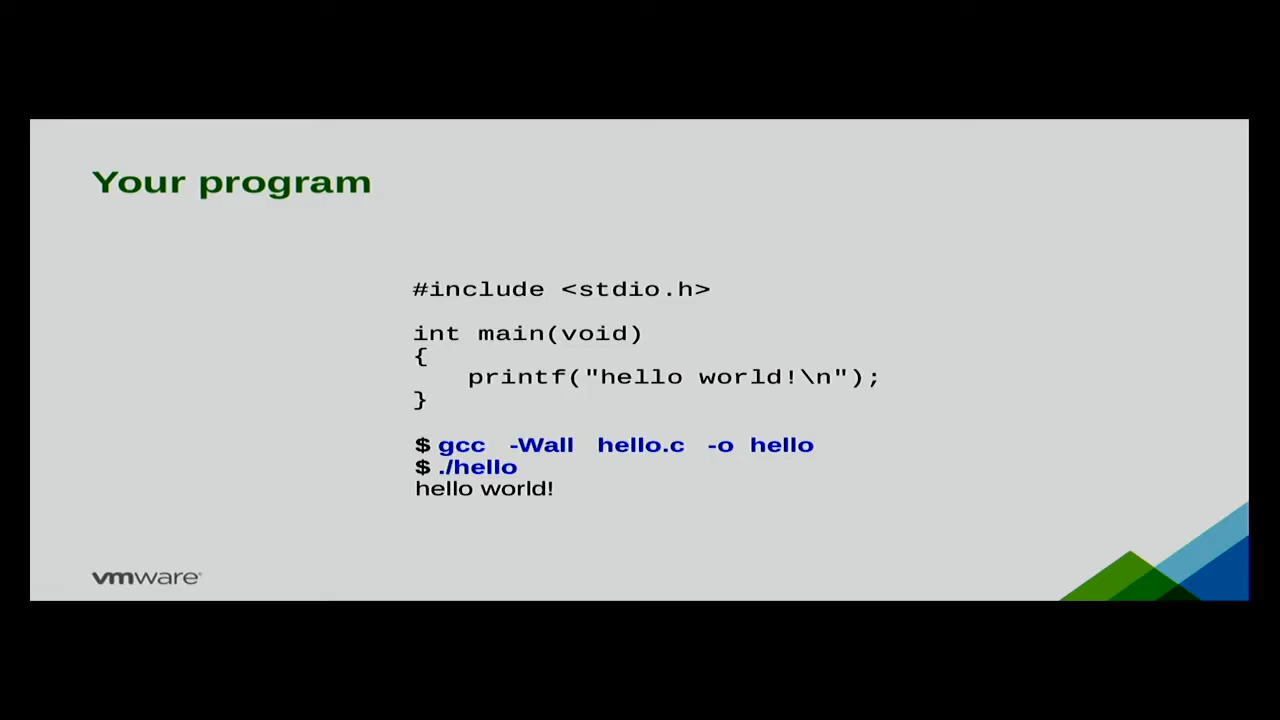 Your program
#include <stdio.h>
int main(void)
{
printf("hello world!\n");
}
$ gcc -Wall hello.c -o hello
$ ./hello
hello world!
vmware®